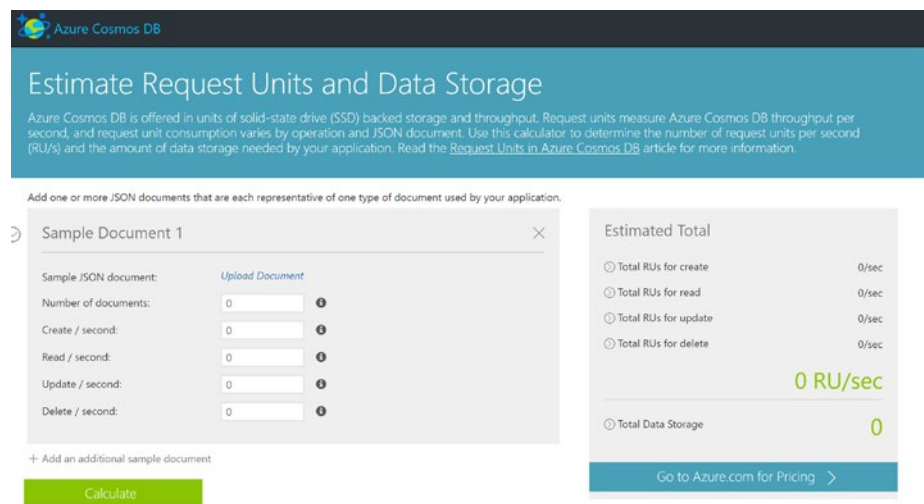 Azure Cosmos DB
Estimate Request Units and Data Storage
Azure Cosmos DB is offered in units of solid-state drive (SSD) backed storage and throughput. Request units measure Azure Cosmos DB throughput per
second, and request unit consumption varies by operation and JSON document. Use this calculator to determine the number of request units per second
(RU/s) and the amount of data storage needed by your application. Read the Request Units in Azure Cosmos DB article for more information.
Add one or more JSON documents that are each representative of one type of document used by your application.
Sample Document 1
Sample JSON document: Upload Document
Number of documents: 0
Create / second: 0
Read / second: 0
Update / second: 0
Delete / second: 0
+ Add an additional sample document
Calculate
Estimated Total
Total RUs for create 0/sec
Total RUs for read 0/sec
Total RUs for update 0/sec
Total RUs for delete 0/sec
0 RU/sec
Total Data Storage 0
Go to Azure.com for Pricing